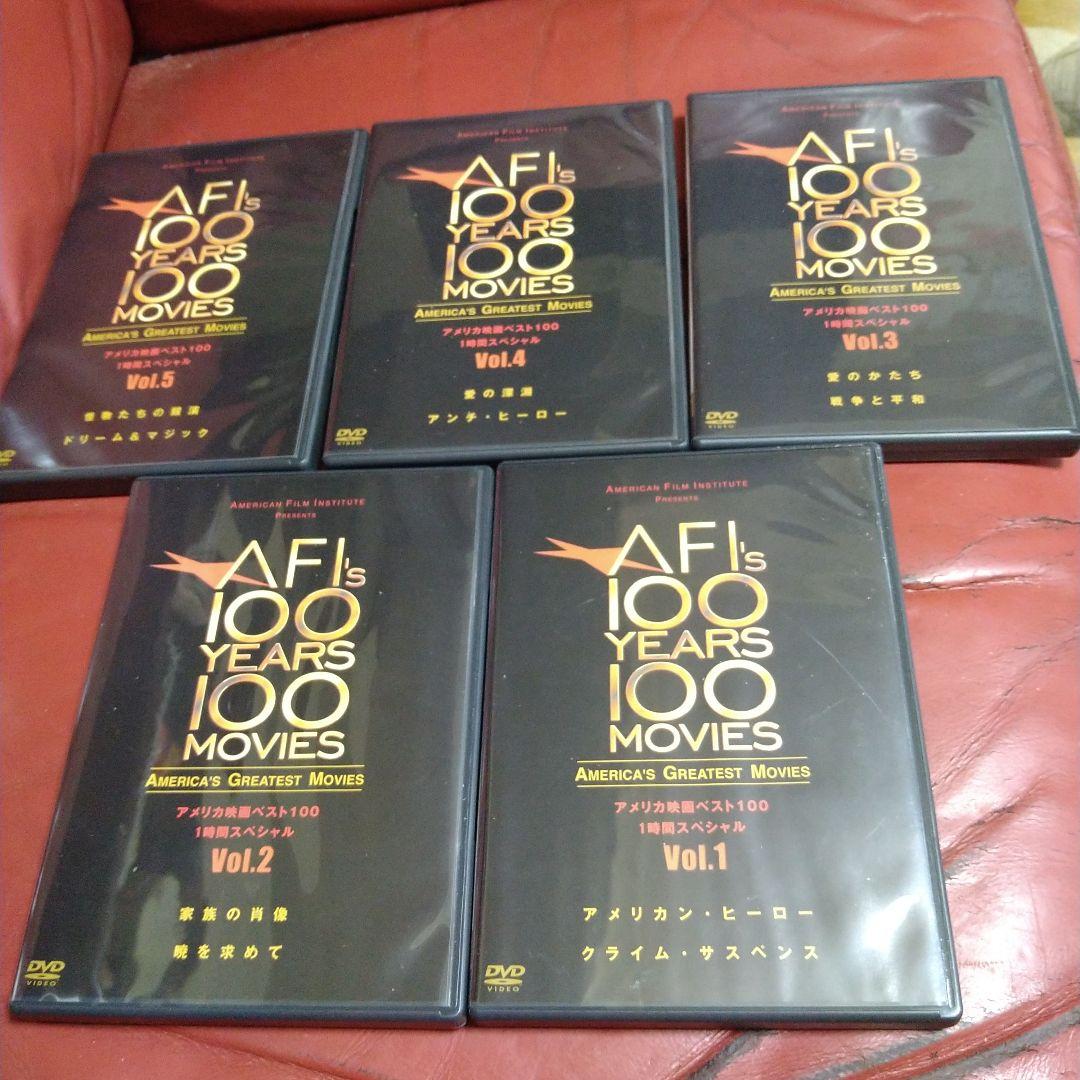 AMERICAN FILM INSTITUTE
AFI's
100
YEARS
100
MOVIES
AMERICA'S GREATEST MOVIES
アメリカ映画ベスト100
1時間スペシャル
Vol.5
怪物たちの競演
ドリーム&マジック
DVD
AMERICAN FILM INSTITUTE
PRESENTS
AFI's
100
YEARS
100
MOVIES
AMERICA'S GREATEST MOVIES
アメリカ映画ベスト100
1時間スペシャル
Vol.4
愛の深淵
アンチ・ヒーロー
DVD
VIDEO
AMERICAN FILM INSTITUTE
PRESENTS
AFI's
100
YEARS
100
MOVIES
AMERICA'S GREATEST MOVIES
アメリカ映画ベスト100
1時間スペシャル
Vol.3
愛のかたち
戦争と平和
DVD
VIDEO
AMERICAN FILM INSTITUTE
PRESENTS
AFI's
100
YEARS
100
MOVIES
AMERICA'S GREATEST MOVIES
アメリカ映画ベスト100
1時間スペシャル
Vol.2
家族の肖像
暁を求めて
DVD
VIDEO
AMERICAN FILM INSTITUTE
PRESENTS
AFI's
100
YEARS
100
MOVIES
AMERICA'S GREATEST MOVIES
アメリカ映画ベスト100
1時間スペシャル
Vol.1
アメリカン・ヒーロー
クライム・サスペンス
DVD
VIDEO